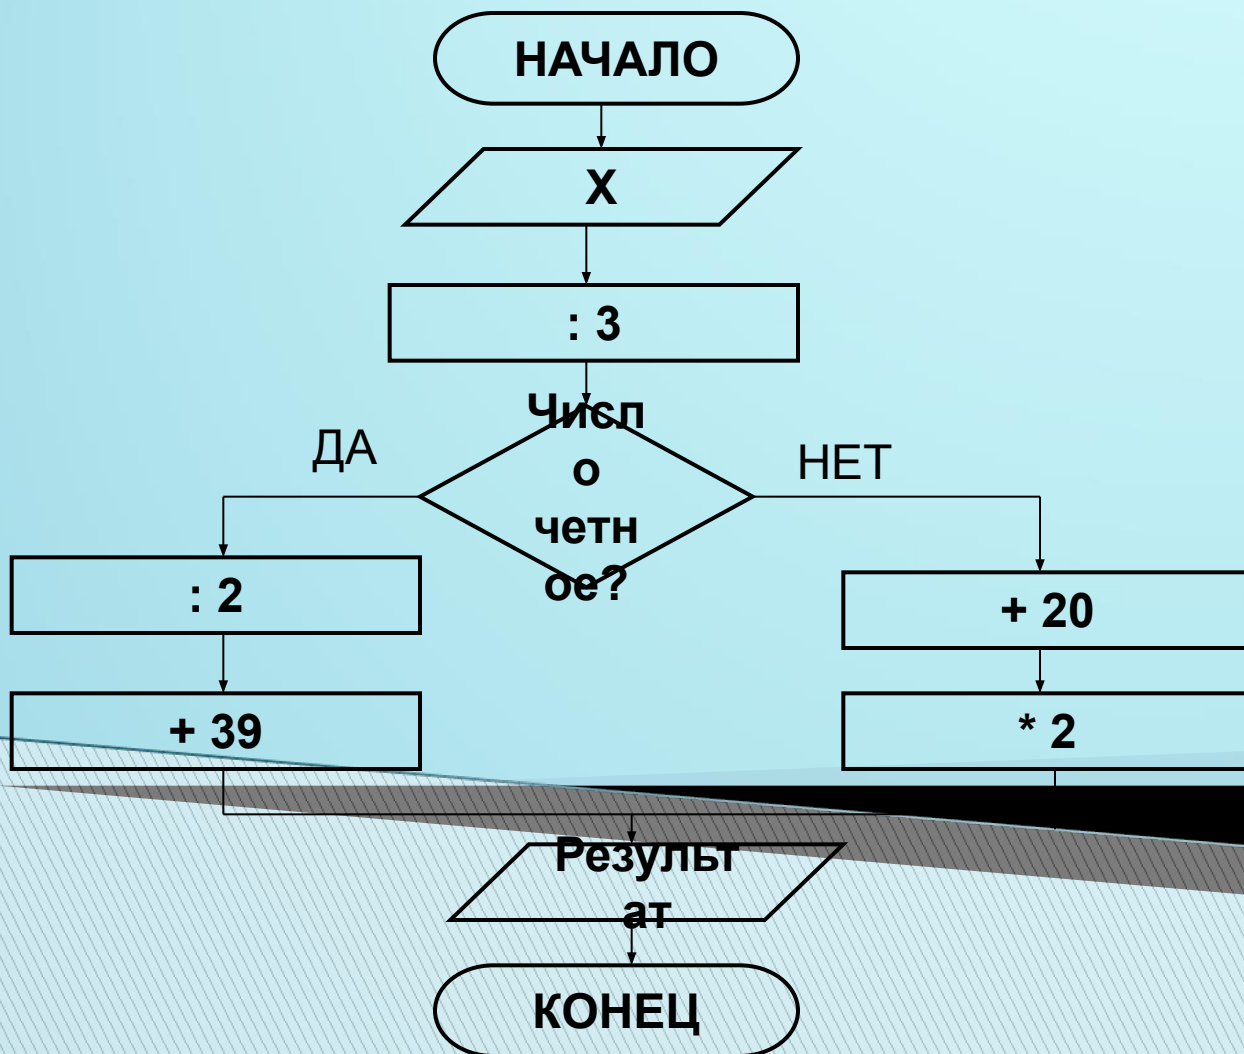 НАЧАЛО
Х
: 3
Числ
о
четн
ое?
ДА
НЕТ
: 2
+ 20
+ 39
* 2
Результ
ат
КОНЕЦ